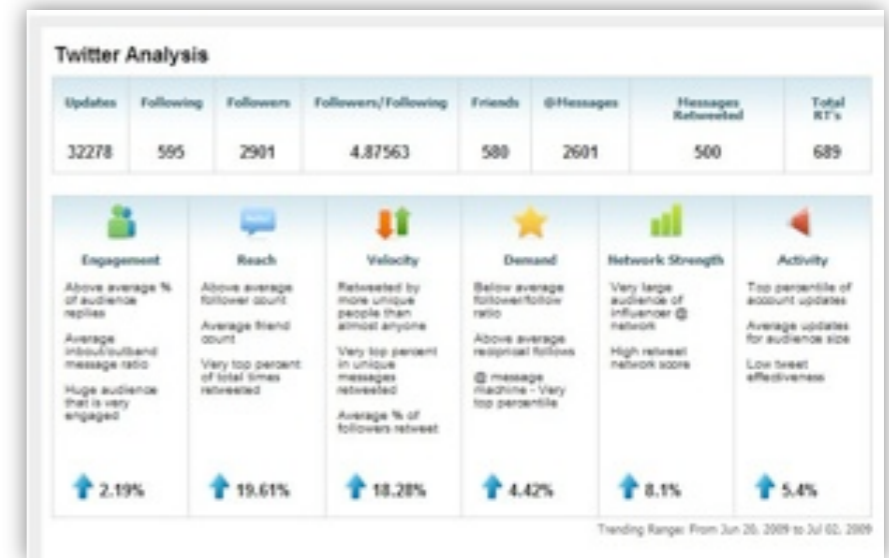 Twitter Analysis
Updates Following Followers Followers/Following Friends @Messages Messages Retweeted Total RT's
32278 595 2901 4.87563 580 2601 500 689
Engagement
Above average %
of audience
replies
Average
inbout/outband
message ratio
Huge audience
that is very
engaged
2.19%
Reach
Above average
follower count
Average friend
count
Very top percent
of total times
retweeted
19.61%
Velocity
Retweeted by
more unique
people than
almost anyone
Very top percent
in unique
messages
retweeted
Average % of
followers retweet
18.28%
Demand
Below average
follower/follow
ratio
Above average
reciprical follows
@ message
machine - Very
top percentile
4.42%
Network Strength
Very large
audience of
influencer @
network
High retweet
network score
8.1%
Activity
Top percentile of
account updates
Average updates
for audience size
Low tweet
effectiveness
5.4%
Trending Range: From Jun 20, 2009 to Jul 02, 2009